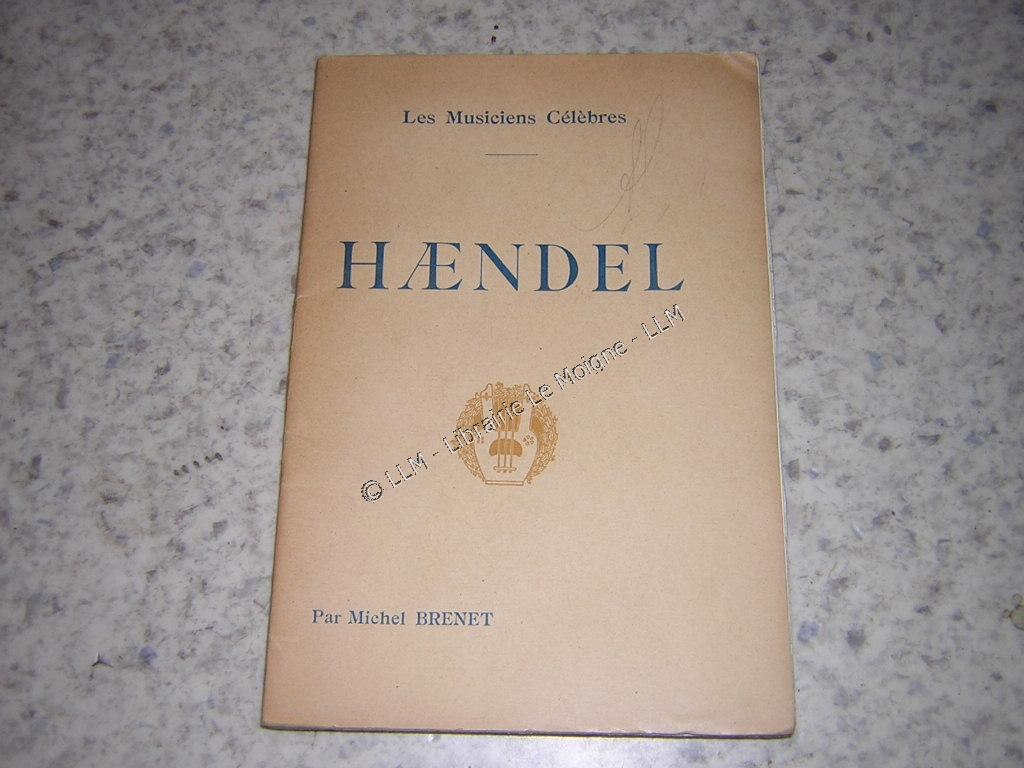 Les Musiciens Célèbres
HÆNDEL
© LLM - Librairie Le Moigne - LLM
Par Michel BRENET